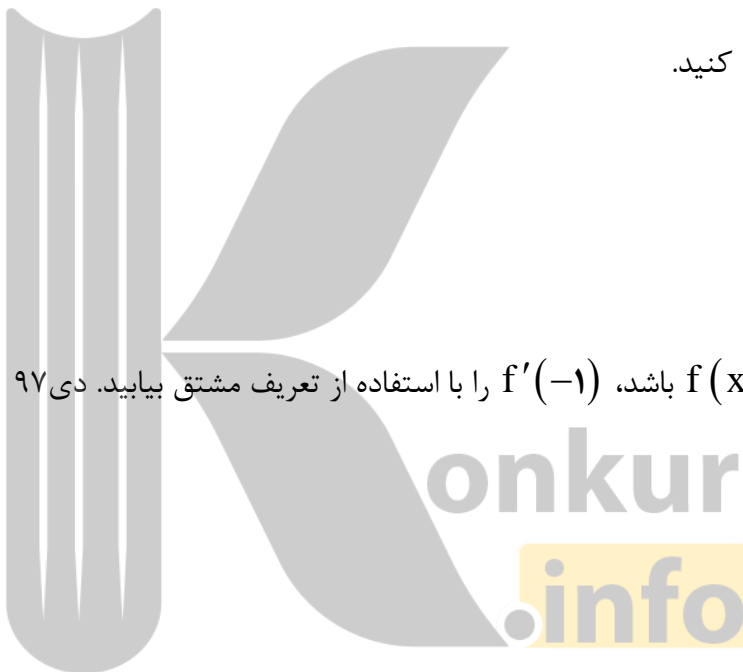 کنید.
f(x باشد، f′(−۱) را با استفاده از تعریف مشتق بیابید. دی۹۷
onkur
.info